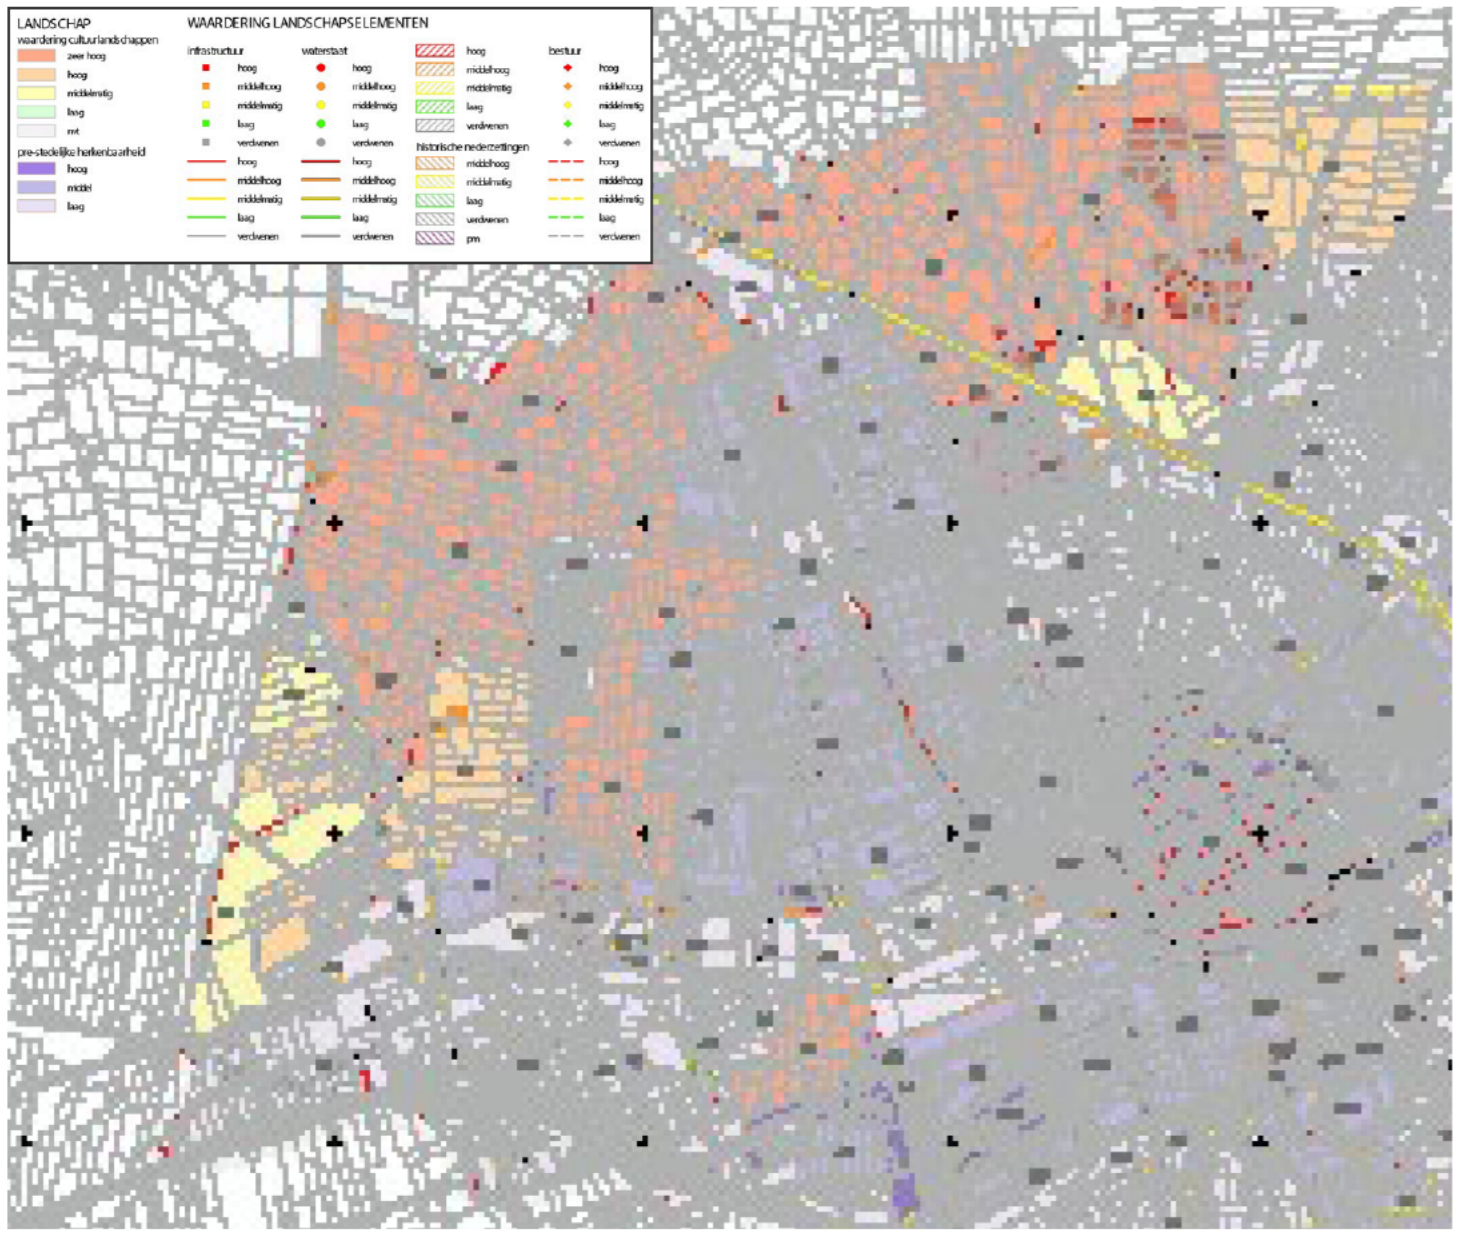 LANDSCHAP
waardering cultuurlandschappen
zeer hoog
hoog
middelmatig
laag
nvt
pre-stedelijke herkenbaarheid
hoog
middel
laag
WAARDERING LANDSCHAPSELEMENTEN
infrastructuur
hoog
middelhoog
middelmatig
laag
verdwenen
hoog
middelhoog
middelmatig
laag
verdwenen
waterstaat
hoog
middelhoog
middelmatig
laag
verdwenen
hoog
middelhoog
middelmatig
laag
verdwenen
hoog
middelhoog
middelmatig
laag
verdwenen
historische nederzettingen
middelhoog
middelmatig
laag
verdwenen
pm
bestuur
hoog
middelhoog
middelmatig
laag
verdwenen
hoog
middelhoog
middelmatig
laag
verdwenen